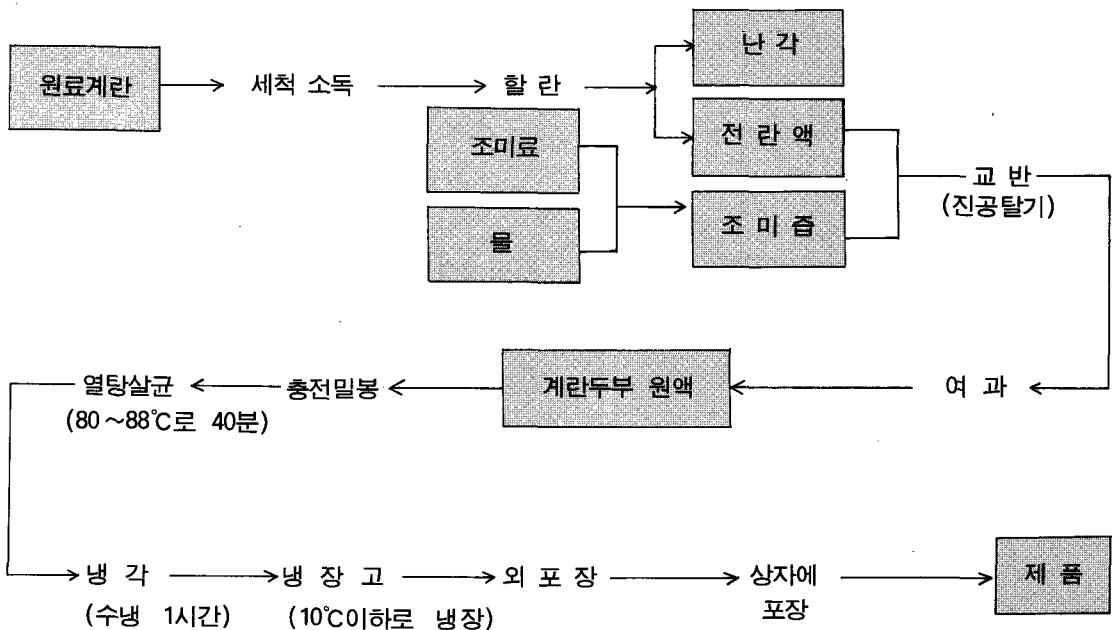 난 각
원료계란
세척 소독
할 란
전 란 액
조미료
교 반
(진공탈기)
조 미 즙
물
열탕살균
(80~88℃로 40분)
충전밀봉
계란두부 원액
여 과
냉 각
(수냉 1시간)
냉 장 고
(10℃이하로 냉장)
외 포 장
상자에
포장
제 품